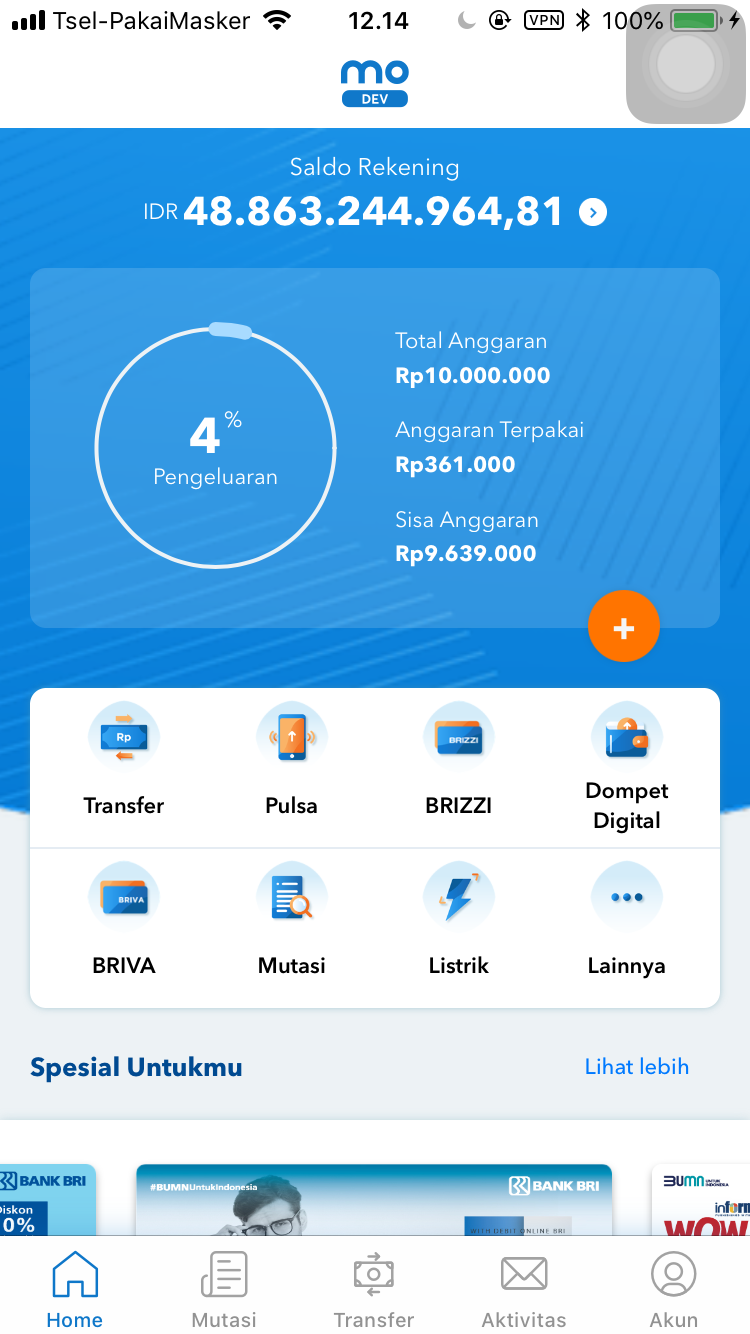 Tsel-PakaiMasker 12.14 VPN 100%
mo
DEV
Saldo Rekening
IDR 48.863.244.964,81
4%
Pengeluaran
Total Anggaran
Rp10.000.000
Anggaran Terpakai
Rp361.000
Sisa Anggaran
Rp9.639.000
+
Rp
BRIZZI
Transfer Pulsa BRIZZI Dompet Digital
BRIVA
BRIVA Mutasi Listrik Lainnya
Spesial Untukmu Lihat lebih
BANK BRI
Diskon
0%
#BUMNUntukIndonesia BANK BRI
WITH DEBIT ONLINE BRI
BUMN UNTUK INDONESIA
inform
WOW
Home Mutasi Transfer Aktivitas Akun